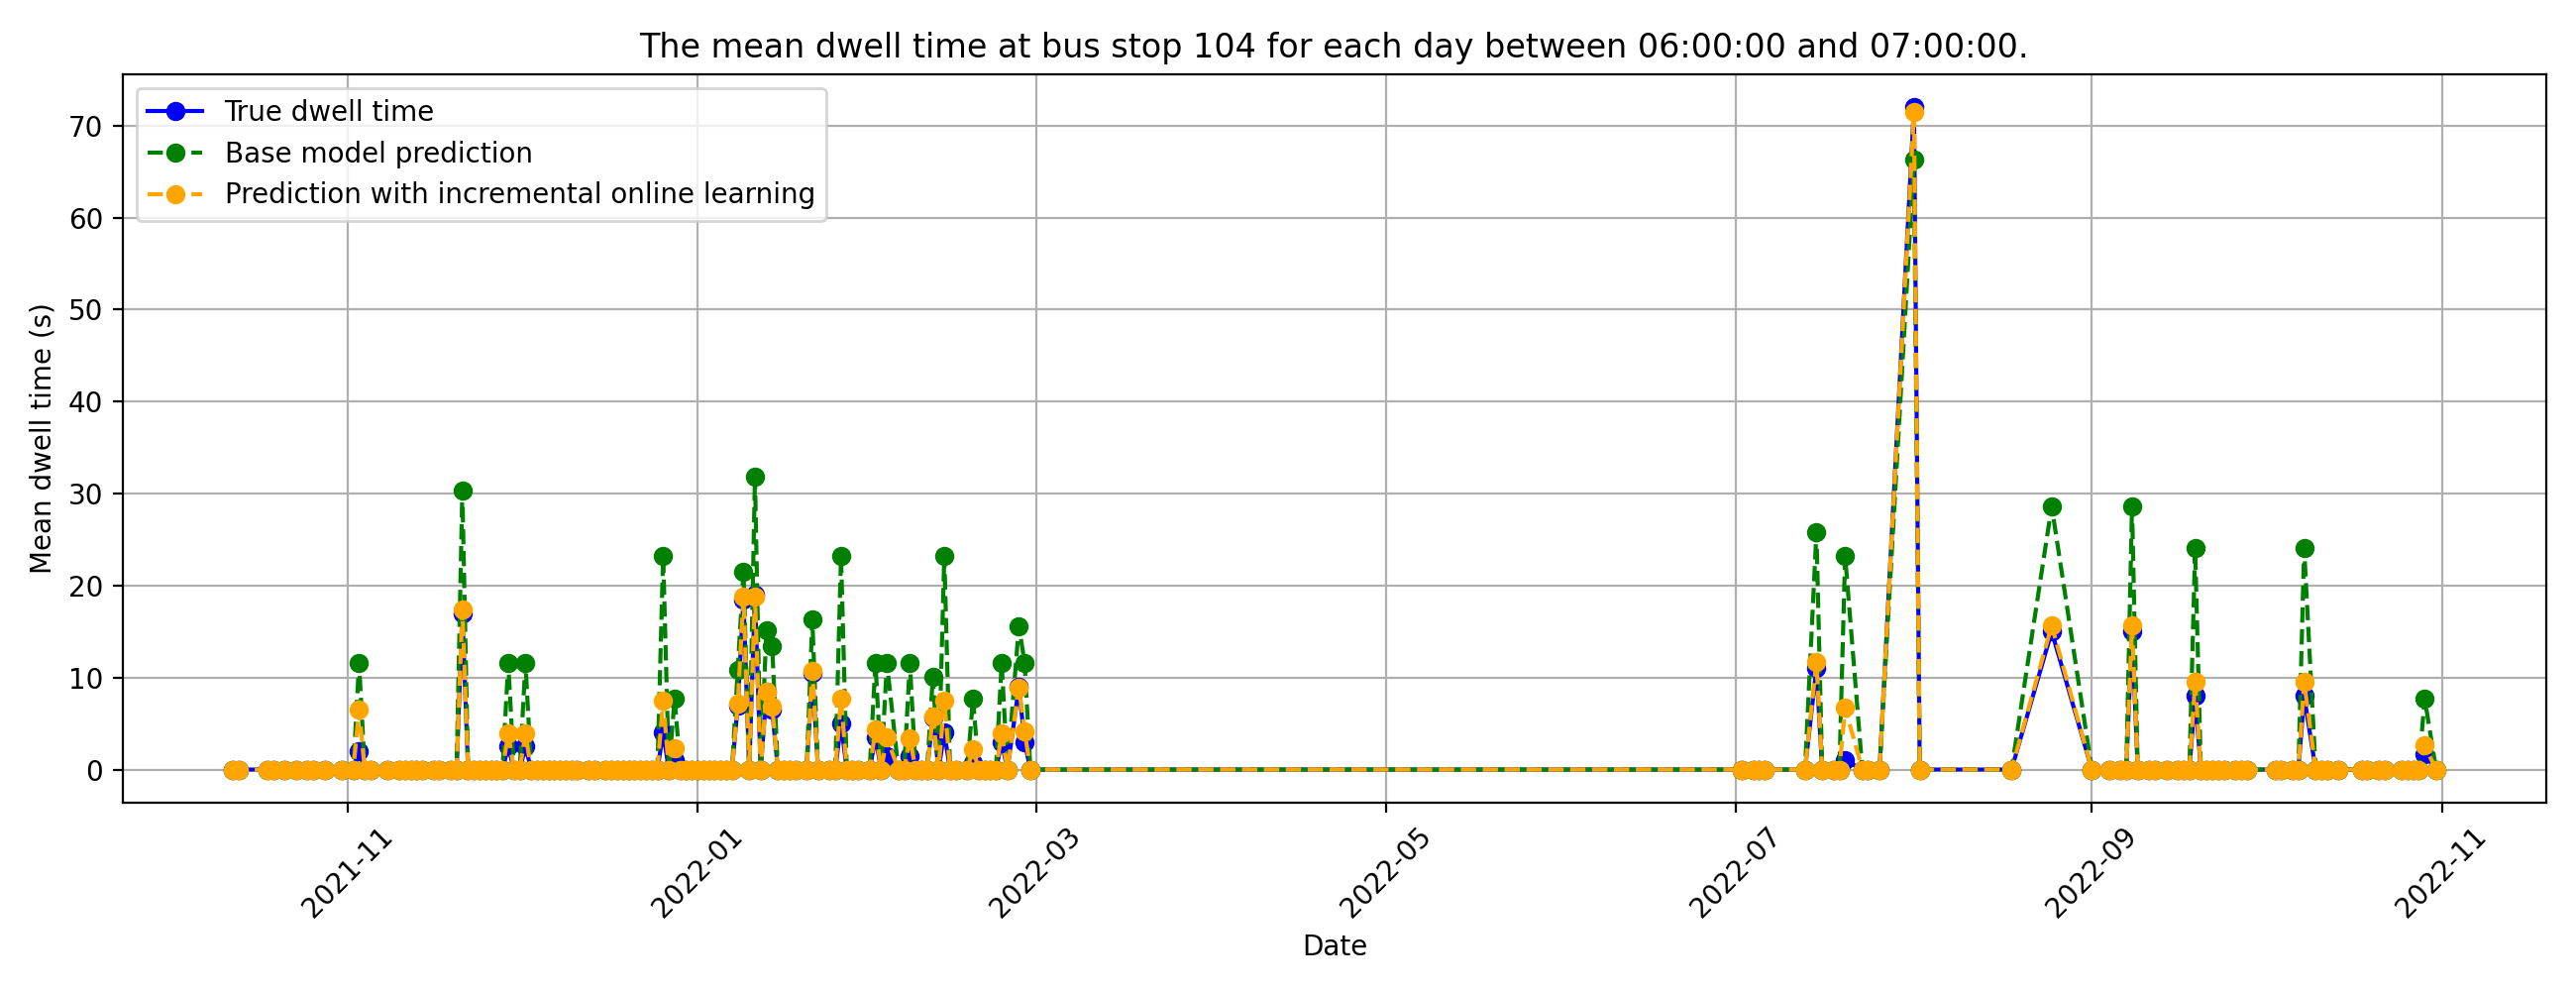 The mean dwell time at bus stop 104 for each day between 06:00:00 and 07:00:00.
True dwell time
Base model prediction
Prediction with incremental online learning
Mean dwell time (s)
70
60
50
40
30
20
10
0
2021-11
2022-01
2022-03
2022-05
2022-07
2022-09
2022-11
Date